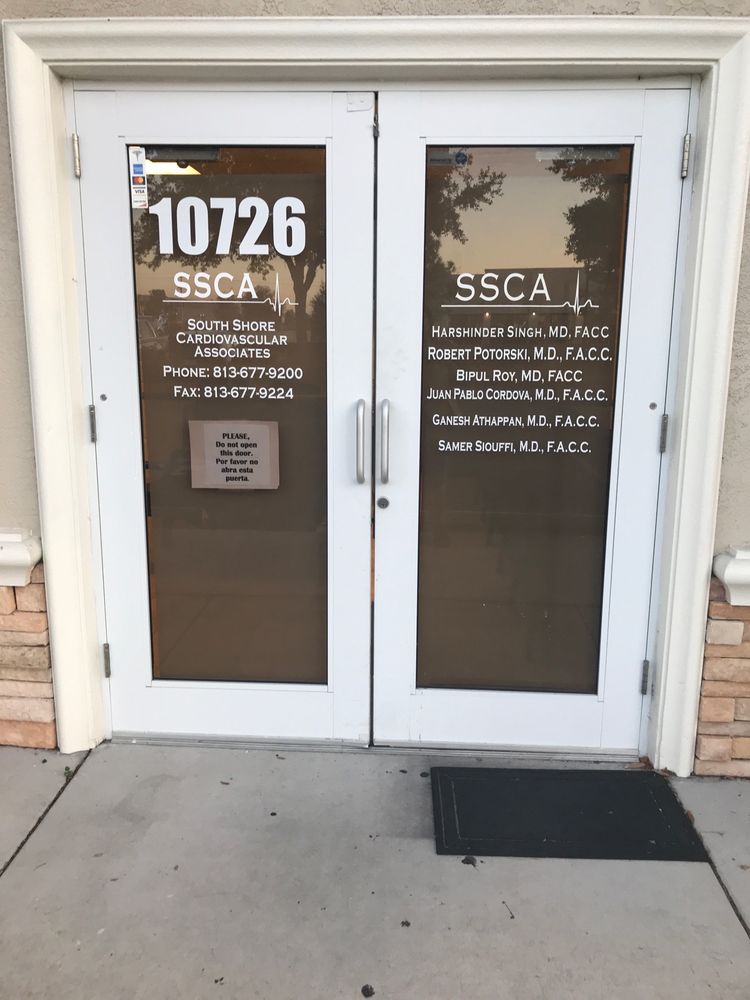 VISA
10726
SSCA
SOUTH SHORE
CARDIOVASCULAR
ASSOCIATES
PHONE: 813-677-9200
FAX: 813-677-9224
PLEASE,
Do not open
this door.
Por favor no
abra esta
puerta.
SSCA
HARSHINDER SINGH, MD, FACC
ROBERT POTORSKI, M.D., F.A.C.C.
BIPUL ROY, MD, FACC
JUAN PABLO CORDOVA, M.D., F.A.C.C.
GANESH ATHAPPAN, M.D., F.A.C.C.
SAMER SIOUFFI, M.D., F.A.C.C.